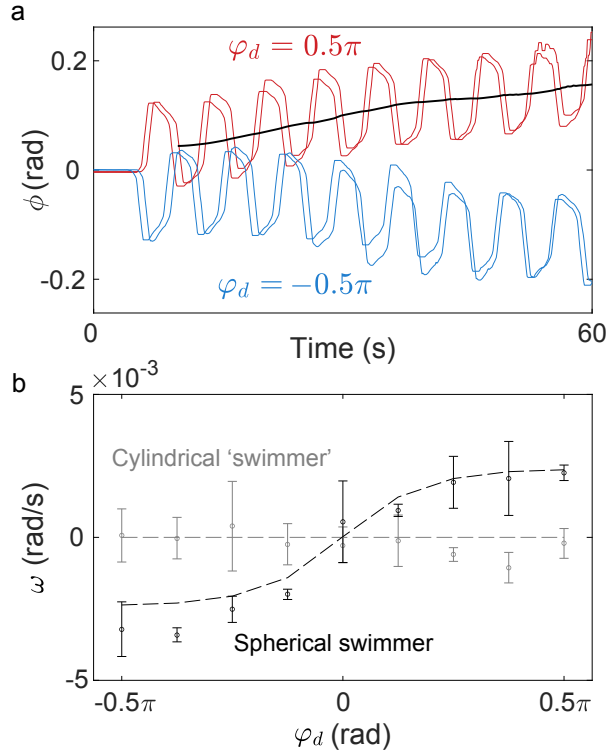 a
φ_d = 0.5π
0.2
0
-0.2
ϕ (rad)
φ_d = −0.5π
0
60
Time (s)
b
×10⁻³
5
0
-5
ω (rad/s)
Cylindrical ‘swimmer’
Spherical swimmer
-0.5π
0
0.5π
φ_d (rad)